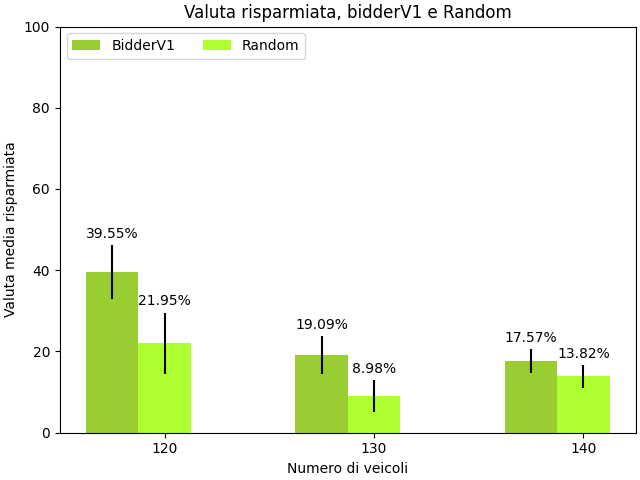 Valuta risparmiata, bidderV1 e Random
BidderV1 Random
Valuta media risparmiata
100
80
60
40
20
0
39.55%
21.95%
19.09%
8.98%
17.57%
13.82%
120 130 140
Numero di veicoli